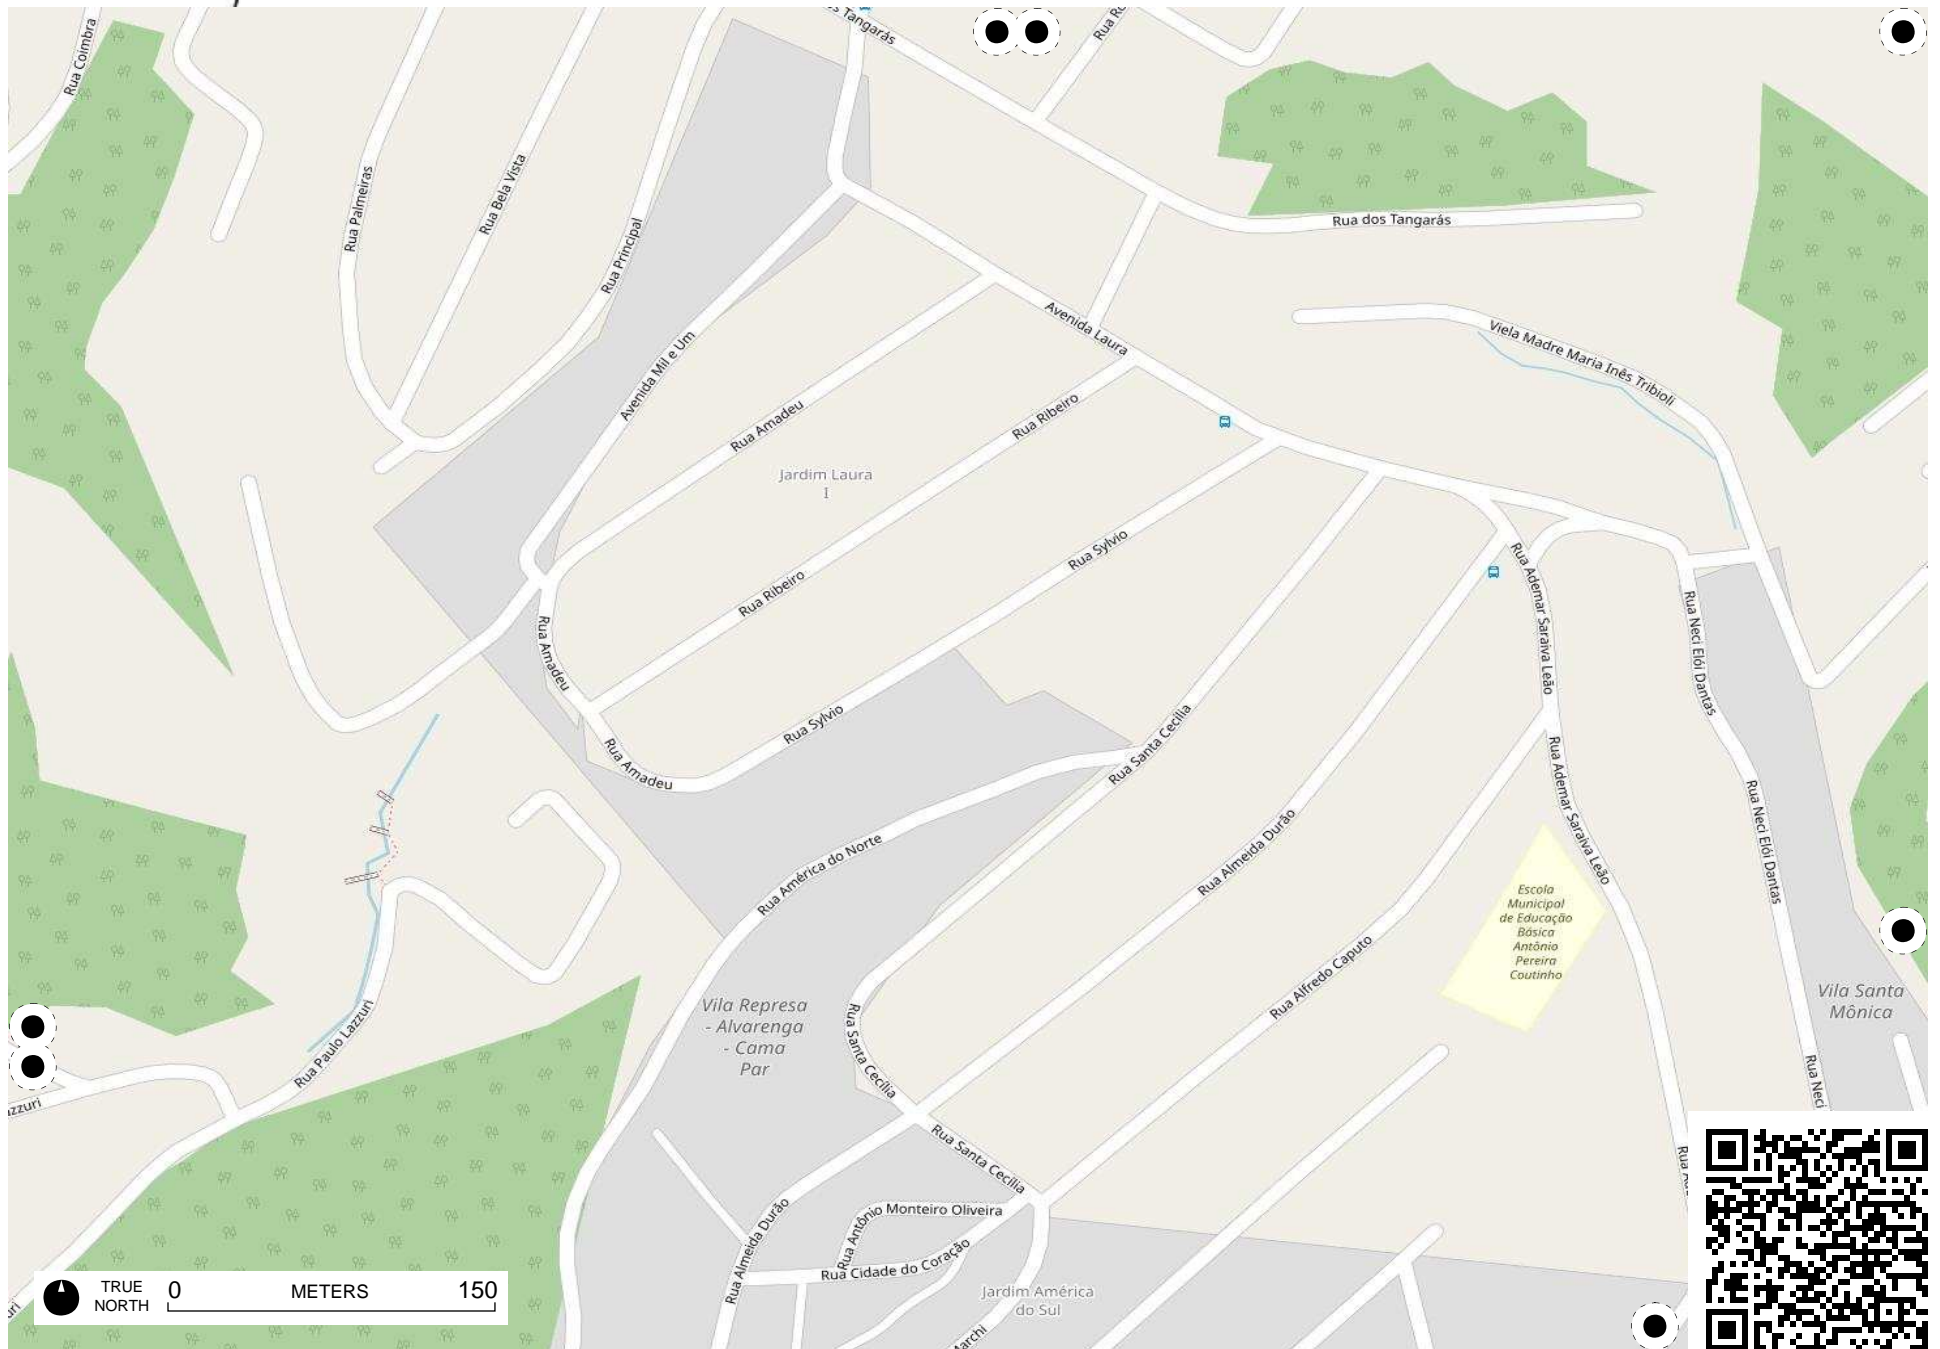 os Tangarás
Rua Coimbra
Rua Palmeiras
Rua Bela Vista
Rua Principal
Rua dos Tangarás
Avenida Laura
Viela Madre Maria Inês Tribioli
Avenida Mil e Um
Rua Amadeu
Rua Ribeiro
Jardim Laura
I
Rua Sylvio
Rua Ribeiro
Rua Ademar Saraiva Leão
Rua Neci Elói Dantas
Rua Amadeu
Rua Sylvio
Rua Santa Cecília
Rua Amadeu
Rua Ademar Saraiva Leão
Rua Neci Elói Dantas
Rua América do Norte
Rua Almeida Durão
Escola
Municipal
de Educação
Básica
Antônio
Pereira
Coutinho
Rua Alfredo Caputo
Vila Represa
- Alvarenga
- Cama
Par
Vila Santa
Mônica
Rua Santa Cecília
Rua Paulo Lazzuri
azzuri
Rua Neci
Rua Santa Cecília
Rua Antônio Monteiro Oliveira
Rua Almeida Durão
Rua Cidade do Coração
Jardim América
do Sul
Marchi
TRUE
NORTH
0 METERS 150